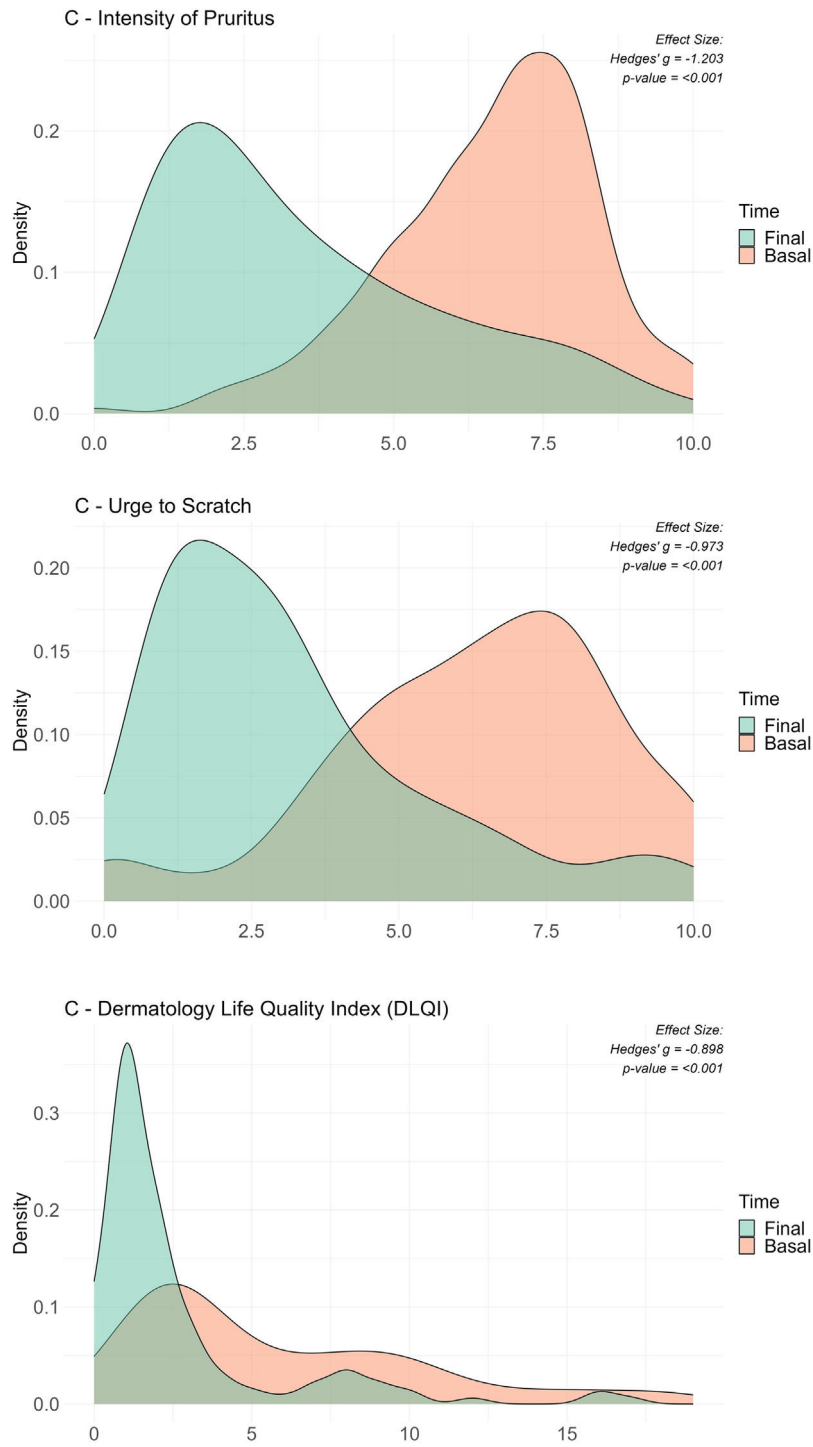 C - Intensity of Pruritus
Effect Size:
Hedges' g = -1.203
p-value = <0.001
Density
0.2
0.1
0.0
0.0 2.5 5.0 7.5 10.0
Time
Final
Basal
C - Urge to Scratch
Effect Size:
Hedges' g = -0.973
p-value = <0.001
Density
0.20
0.15
0.10
0.05
0.00
0.0 2.5 5.0 7.5 10.0
Time
Final
Basal
C - Dermatology Life Quality Index (DLQI)
Effect Size:
Hedges' g = -0.898
p-value = <0.001
Density
0.3
0.2
0.1
0.0
0 5 10 15
Time
Final
Basal